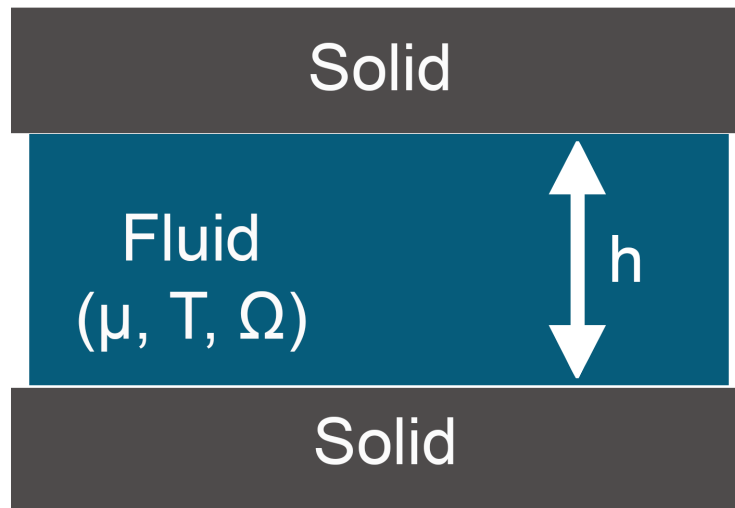 Solid
Fluid
h
(μ, T, Ω)
Solid